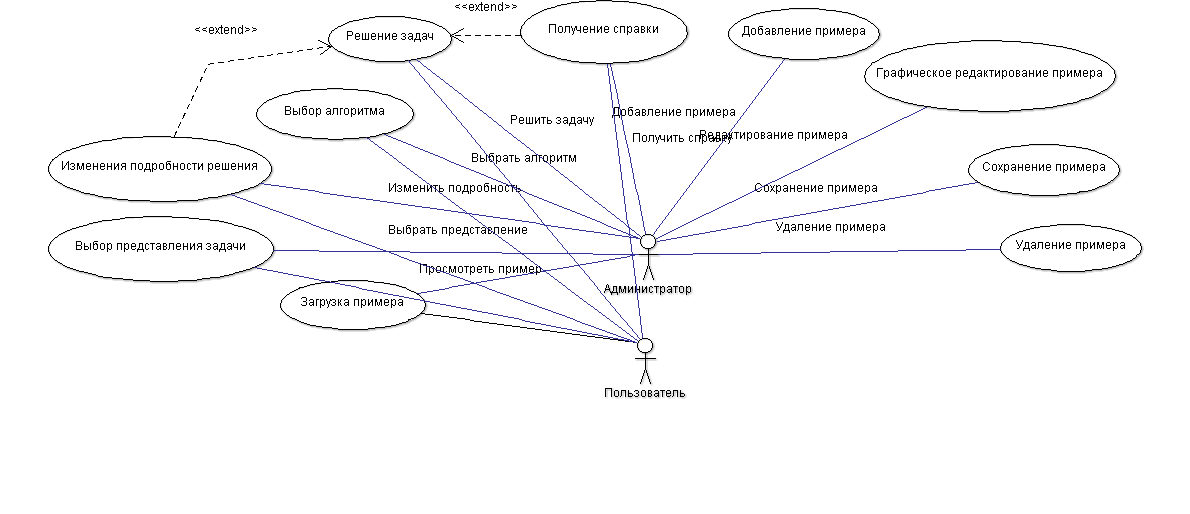 <<extend>>
<<extend>>
Решение задач
Получение справки
Добавление примера
Графическое редактирование примера
Выбор алгоритма
Решить задачу
Добавление примера
Получить справку
Редактирование примера
Изменения подробности решения
Выбрать алгоритм
Сохранение примера
Изменить подробность
Сохранение примера
Выбрать представление
Удаление примера
Выбор представления задачи
Удаление примера
Просмотреть пример
Администратор
Загрузка примера
Пользователь